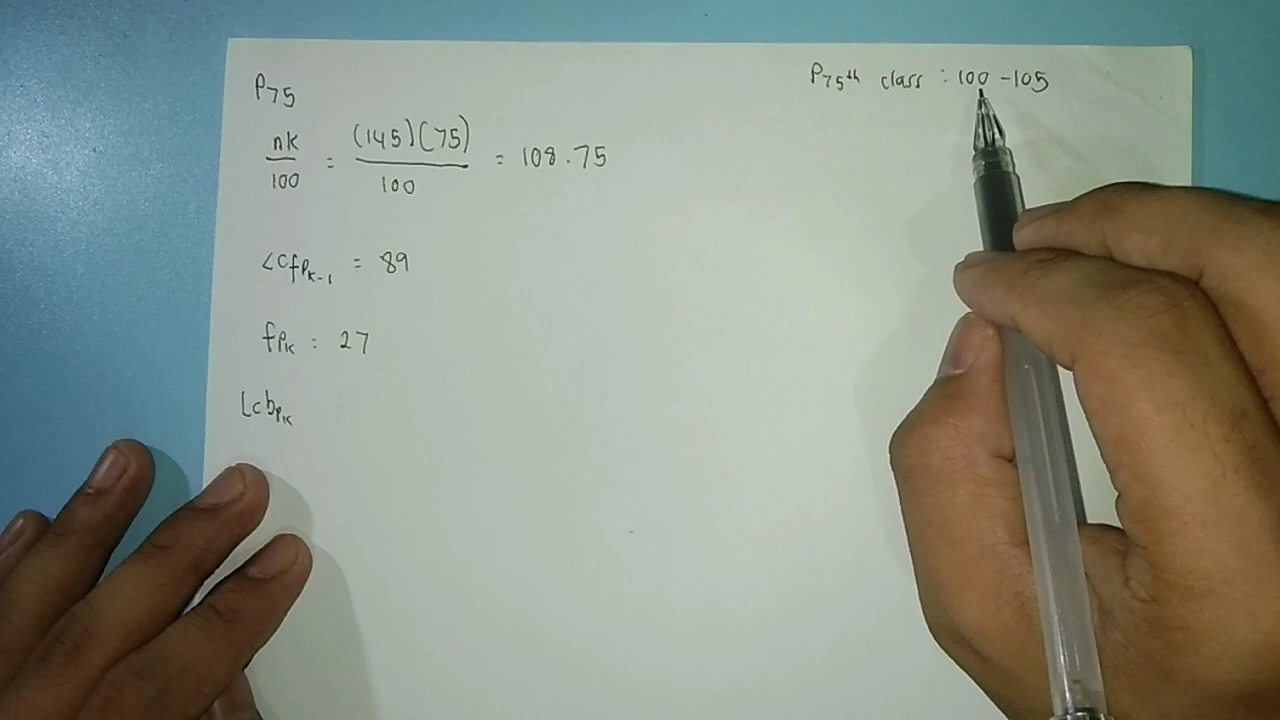 P75
P75th class : 100 - 105
nk/100 = (145)(75)/100 = 108.75
<CfPk-1 = 89
fPk : 27
LcbPk